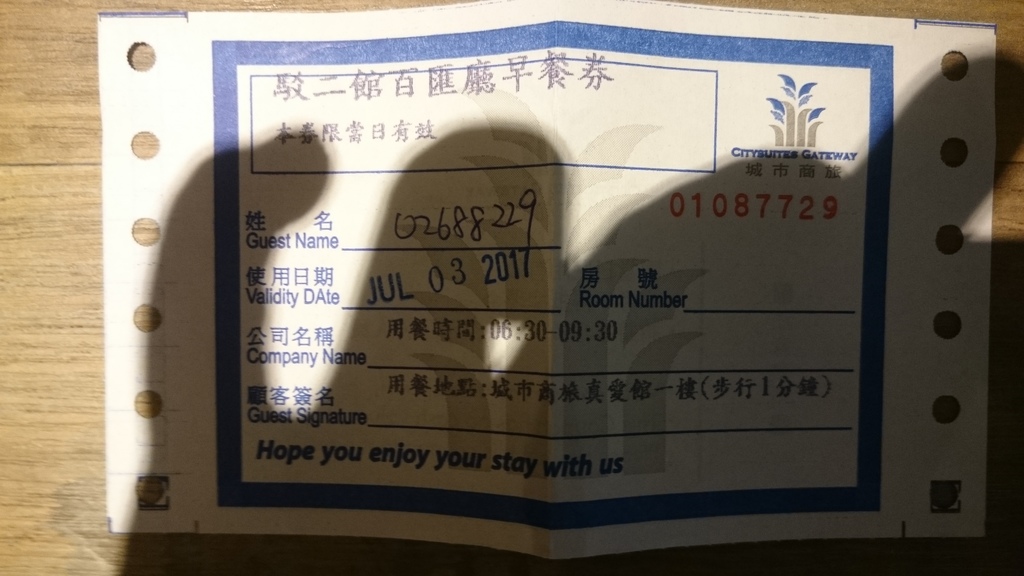 駁二館百匯廳早餐券
本券限當日有效
CITYSUITES GATEWAY
城市商旅
01087729
姓 名
Guest Name 02688229
使用日期
Validity DAte JUL 03 2017
房 號
Room Number
公司名稱
Company Name
用餐時間:06:30-09:30
顧客簽名
Guest Signature
用餐地點:城市商旅真愛館一樓(步行1分鐘)
Hope you enjoy your stay with us